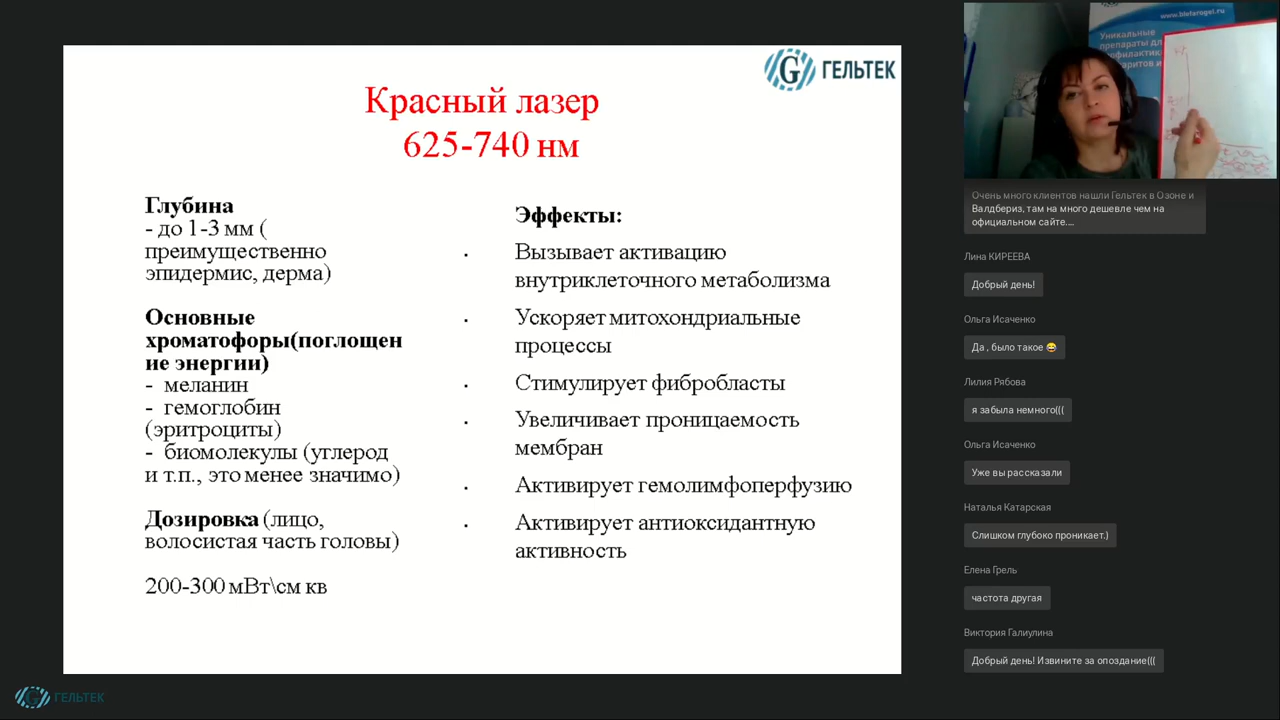 ГЕЛЬТЕК
Красный лазер
625-740 нм
Глубина
- до 1-3 мм (
преимущественно
эпидермис, дерма)
Основные
хроматофоры(поглощен
ие энергии)
- меланин
- гемоглобин
(эритроциты)
- биомолекулы (углерод
и т.п., это менее значимо)
Дозировка (лицо,
волосистая часть головы)
200-300 мВт\см кв
Эффекты:
. Вызывает активацию
внутриклеточного метаболизма
. Ускоряет митохондриальные
процессы
. Стимулирует фибробласты
. Увеличивает проницаемость
мембран
. Активирует гемолимфоперфузию
. Активирует антиоксидантную
активность
ГЕЛЬТЕК
Уникальные
препараты дл
Очень много клиентов нашли Гельтек в Озоне и
Валдбериз, там на много дешевле чем на
официальном сайте....
Лина КИРЕЕВА
Добрый день!
Ольга Исаченко
Да , было такое 😅
Лилия Рябова
я забыла немного(((
Ольга Исаченко
Уже вы рассказали
Наталья Катарская
Слишком глубоко проникает.)
Елена Грель
частота другая
Виктория Галиулина
Добрый день! Извините за опоздание(((